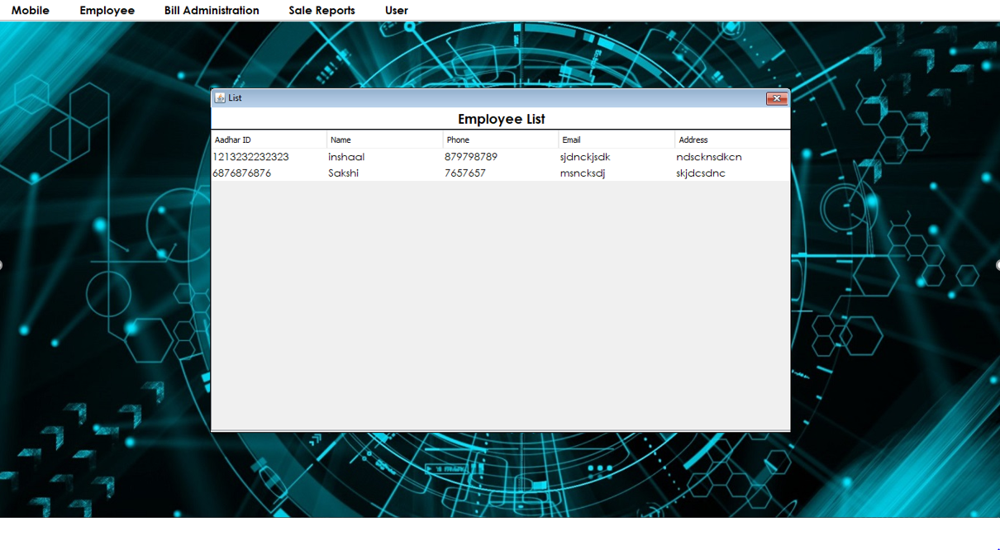 Mobile Employee Bill Administration Sale Reports User
List
Employee List
Aadhar ID Name Phone Email Address
1213232232323 inshaal 879798789 sjdnckjsdk ndscknsdkcn
6876876876 Sakshi 7657657 msncksdj skjdcsdnc